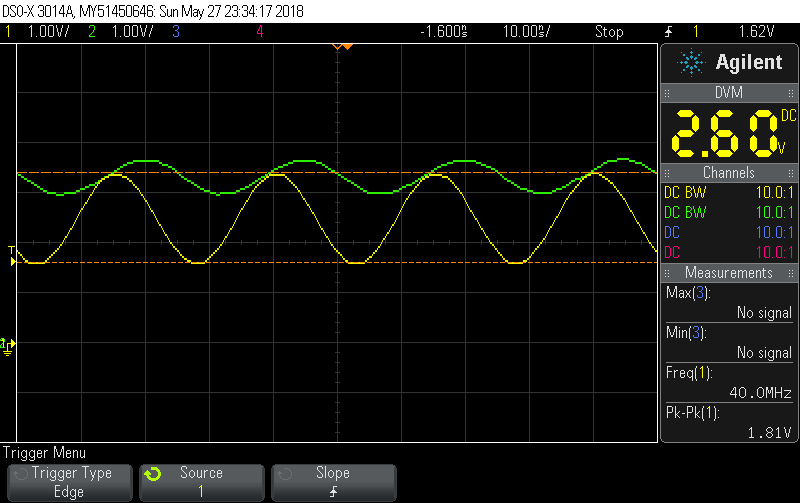 DSO-X 3014A, MY51450646: Sun May 27 23:34:17 2018
1 1.00V/ 2 1.00V/ 3 4 -1.600s 10.00s/ Stop 1 1.62V
Agilent
DVM
DC
2.60 V
Channels
DC BW 10.0:1
DC BW 10.0:1
DC 10.0:1
DC 10.0:1
Measurements
Max(3):
No signal
Min(3):
No signal
Freq(1):
40.0MHz
Pk-Pk(1):
1.81V
T
2
Trigger Menu
Trigger Type
Edge
Source
1
Slope